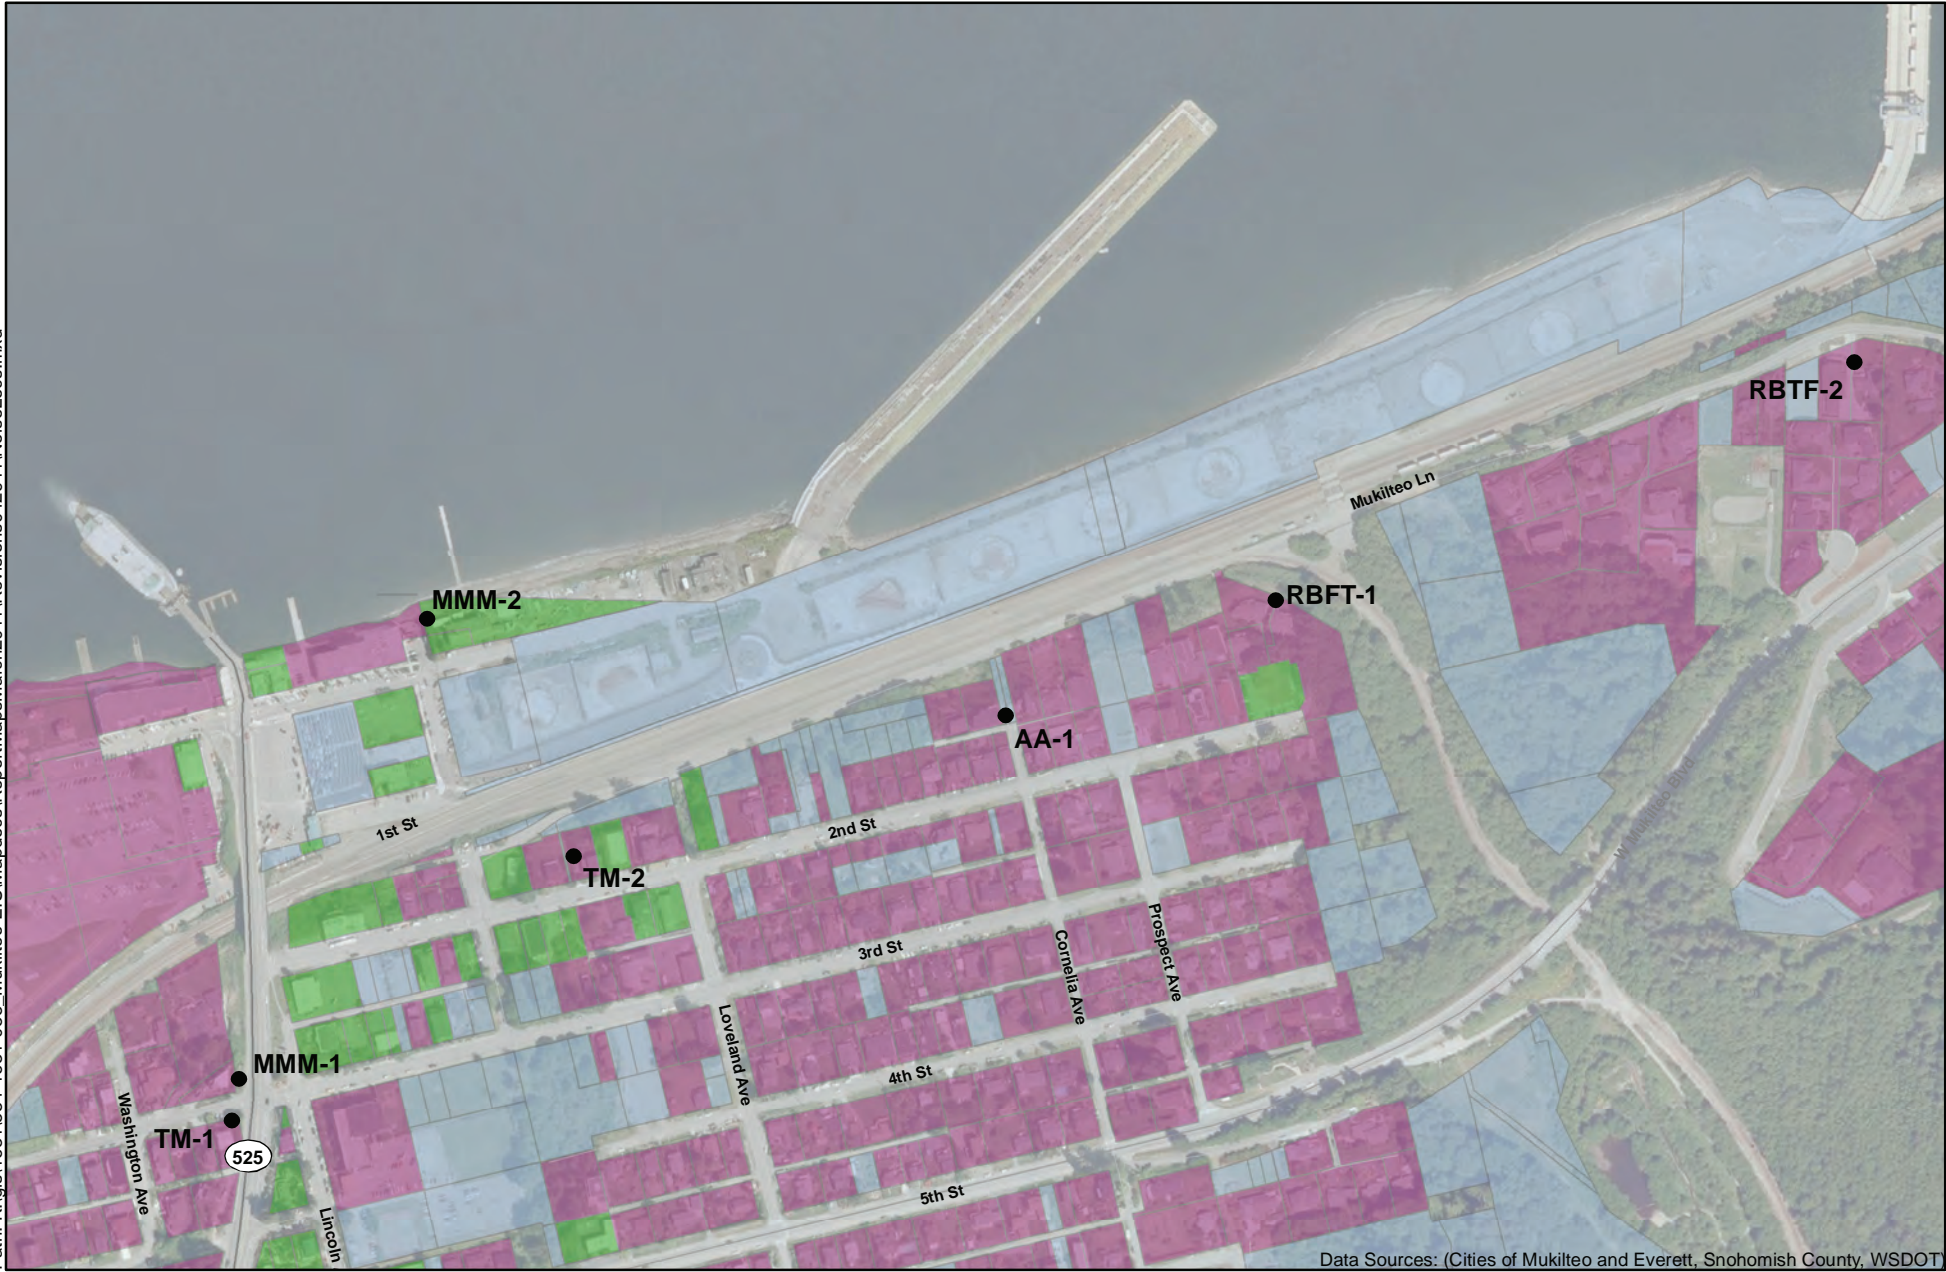 RBTF-2
Mukilteo Ln
MMM-2
RBFT-1
AA-1
1st St
2nd St
TM-2
Prospect Ave
Cornelia Ave
3rd St
Loveland Ave
MMM-1
4th St
Washington Ave
TM-1
525
5th St
Lincoln
Data Sources: (Cities of Mukilteo and Everett, Snohomish County, WSDOT)